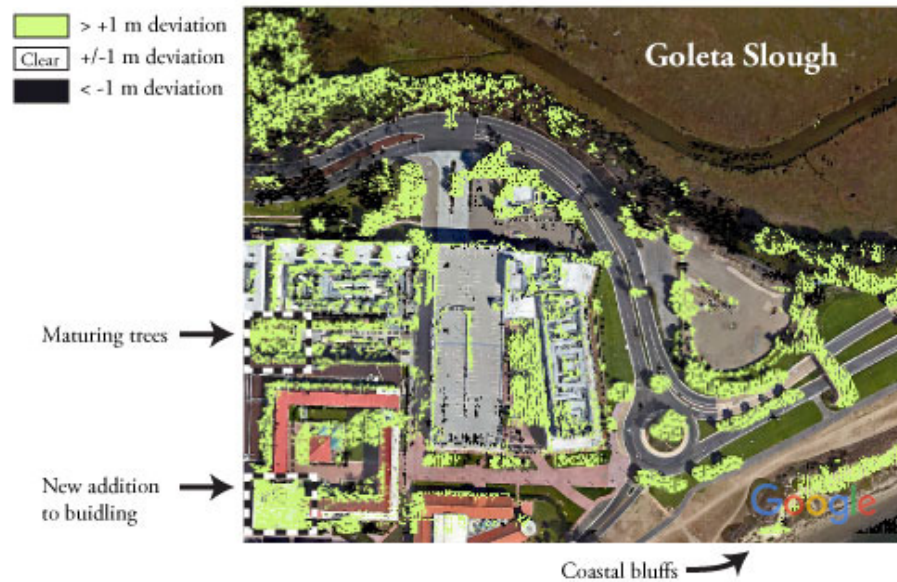 > +1 m deviation
Clear +/-1 m deviation
< -1 m deviation
Goleta Slough
Maturing trees
New addition
to buidling
Google
Coastal bluffs